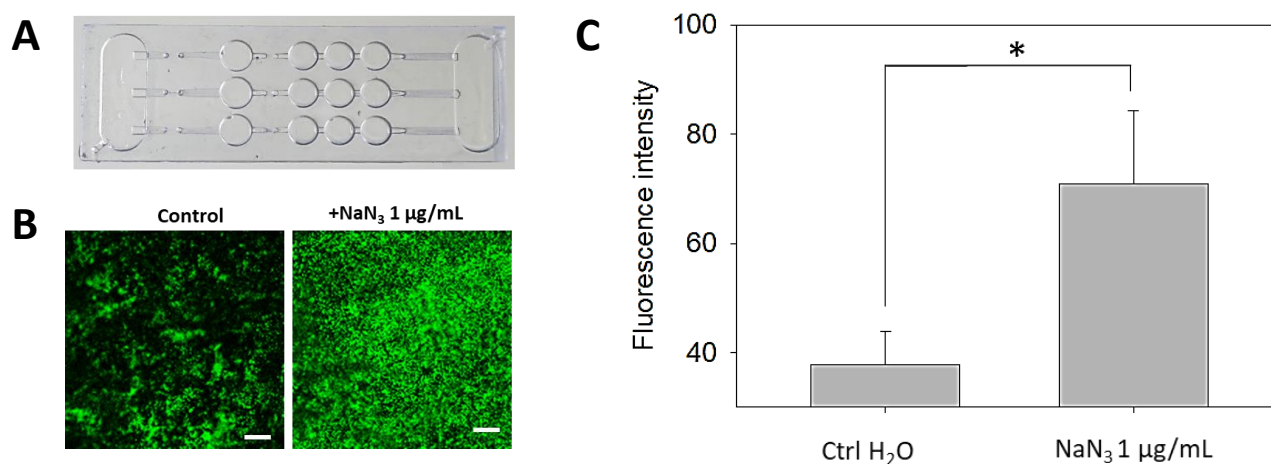 A
B
Control
+NaN₃ 1 µg/mL
C
Fluorescence intensity
100
80
60
40
*
Ctrl H₂O
NaN₃ 1 µg/mL